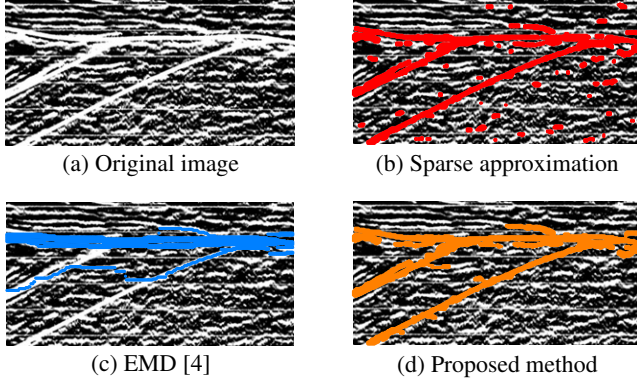 (a) Original image
(b) Sparse approximation
(c) EMD [4]
(d) Proposed method